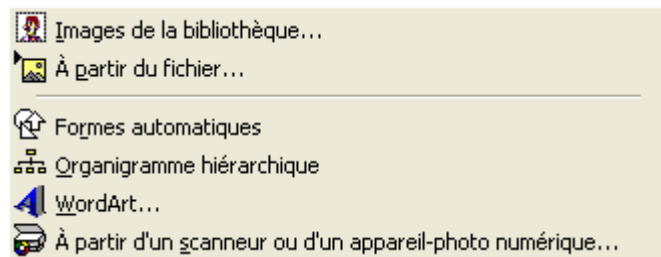 Images de la bibliothèque...
À partir du fichier...
Formes automatiques
Organigramme hiérarchique
WordArt...
À partir d'un scanneur ou d'un appareil-photo numérique...